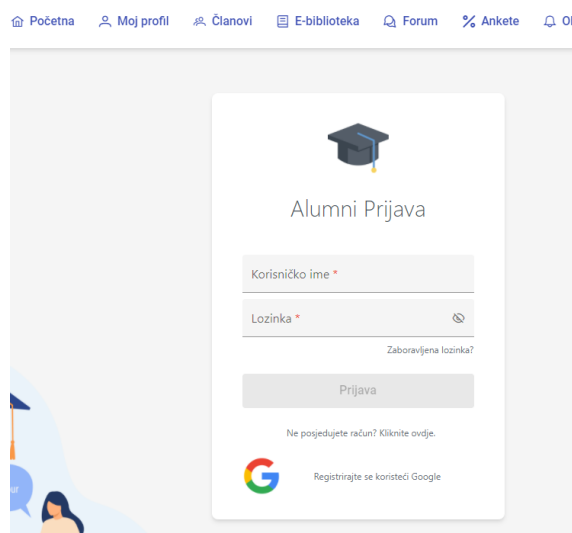 Početna Moj profil Članovi E-biblioteka Forum Ankete
Alumni Prijava
Korisničko ime *
Lozinka *
Zaboravljena lozinka?
Prijava
Ne posjedujete račun? Kliknite ovdje.
Registrirajte se koristeći Google